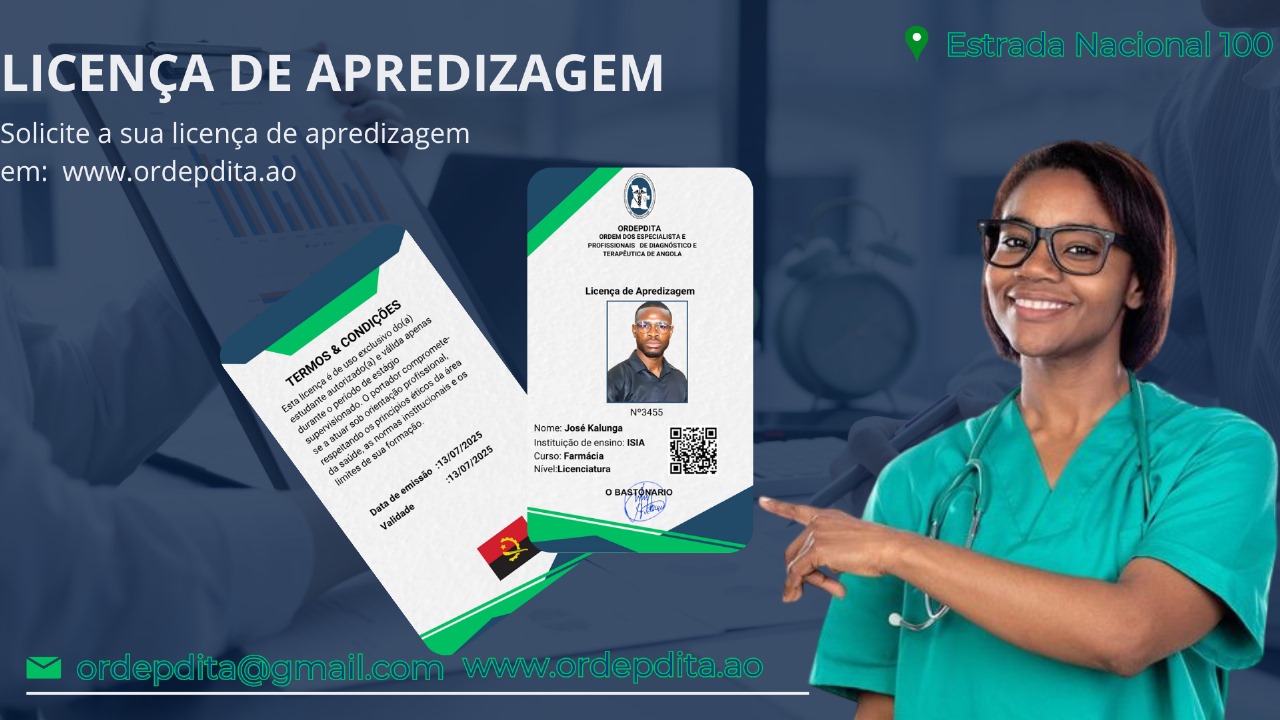 Estrada Nacional 100
LICENÇA DE APREDIZAGEM
Solicite a sua licença de apredizagem
em: www.ordepdita.ao
TERMOS & CONDIÇÕES
Esta licença é de uso exclusivo do(a)
estudante autorizado(a) e válida apenas
durante o período de estágio
supervisionado. O portador compromete-
se a atuar sob orientação profissional,
respeitando os princípios éticos da área
da saúde, as normas institucionais e os
limites de sua formação.
Data de emissão :13/07/2025
Validade :13/07/2025
ORDEPDITA
ORDEM DOS ESPECIALISTA E
PROFISSIONAIS DE DIAGNÓSTICO E
TERAPÊUTICA DE ANGOLA
Licença de Apredizagem
Nº3455
Nome: José Kalunga
Instituição de ensino: ISIA
Curso: Farmácia
Nível:Licenciatura
O BASTÓNARIO
ordepdita@gmail.com www.ordepdita.ao